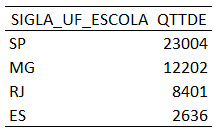 SIGLA_UF_ESCOLA QTTDE
SP 23004
MG 12202
RJ 8401
ES 2636